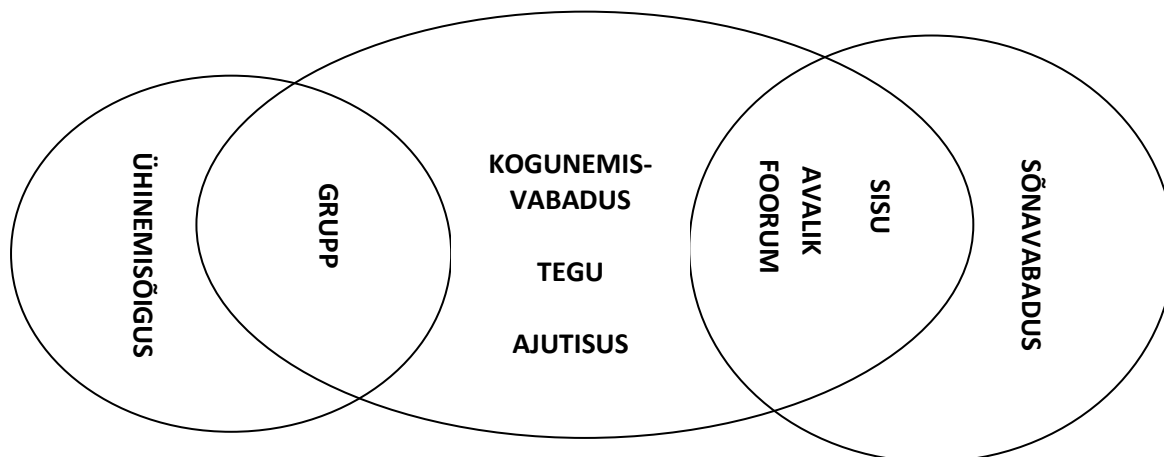 ÜHINEMISÕIGUS
GRUPP
KOGUNEMIS-
VABADUS
TEGU
AJUTISUS
SISU
AVALIK
FOORUM
SÕNAVABADUS